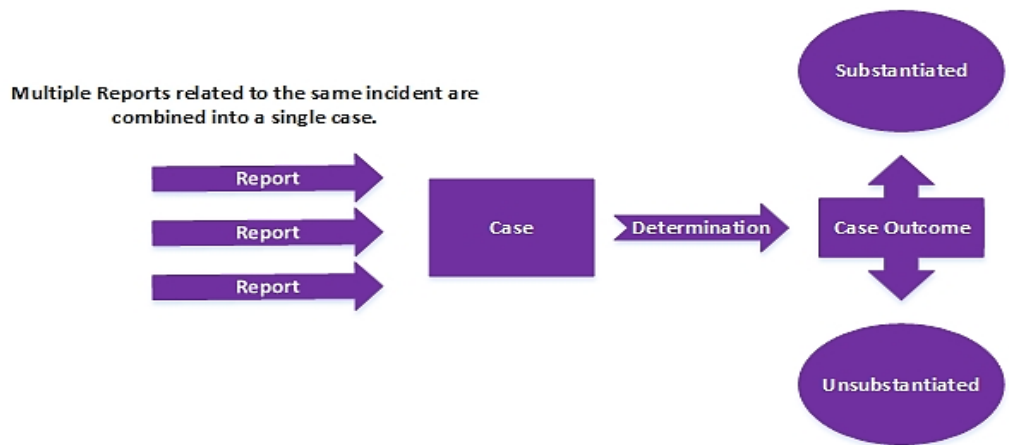 Multiple Reports related to the same incident are
combined into a single case.
Report
Report
Report
Case
Determination
Case Outcome
Substantiated
Unsubstantiated